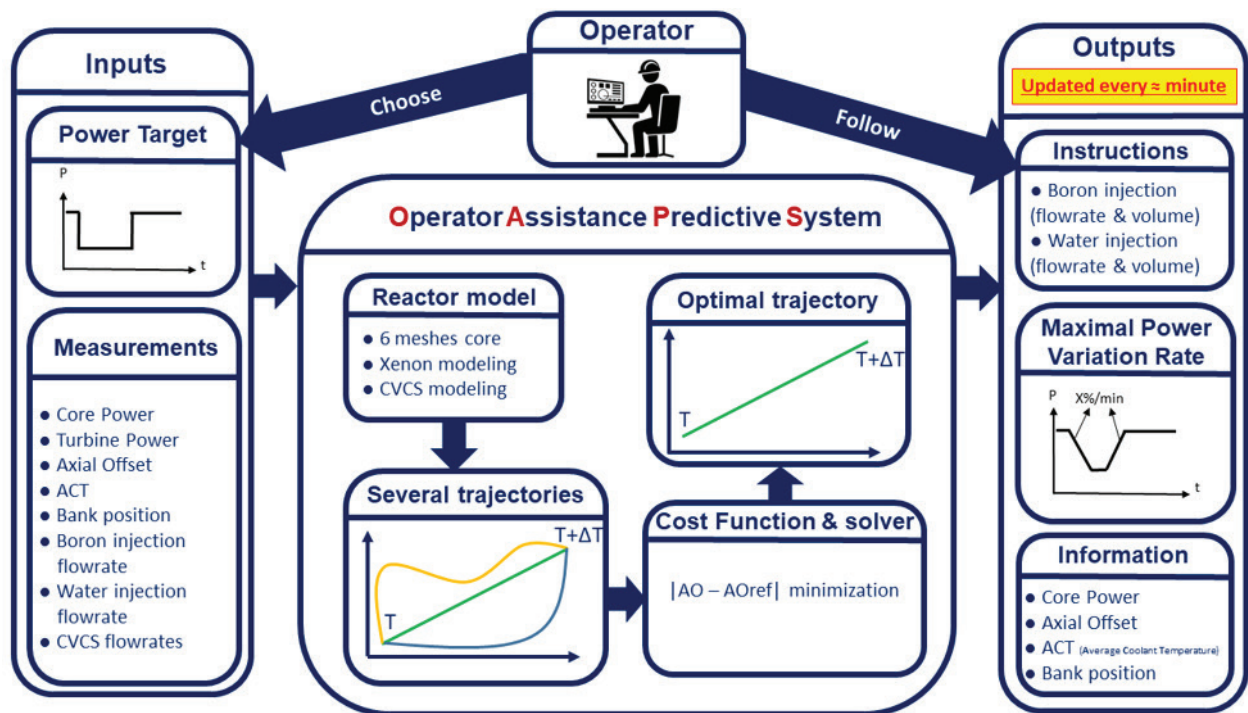 Operator
Choose
Follow
Inputs
Power Target
P
t
Measurements
● Core Power
● Turbine Power
● Axial Offset
● ACT
● Bank position
● Boron injection
flowrate
● Water injection
flowrate
● CVCS flowrates
Operator Assistance Predictive System
Reactor model
● 6 meshes core
● Xenon modeling
● CVCS modeling
Several trajectories
T+ΔT
T
Cost Function & solver
|AO – AOref| minimization
Optimal trajectory
T+ΔT
T
Outputs
Updated every ≈ minute
Instructions
● Boron injection
(flowrate & volume)
● Water injection
(flowrate & volume)
Maximal Power
Variation Rate
P
X%/min
t
Information
● Core Power
● Axial Offset
● ACT (Average Coolant Temperature)
● Bank position